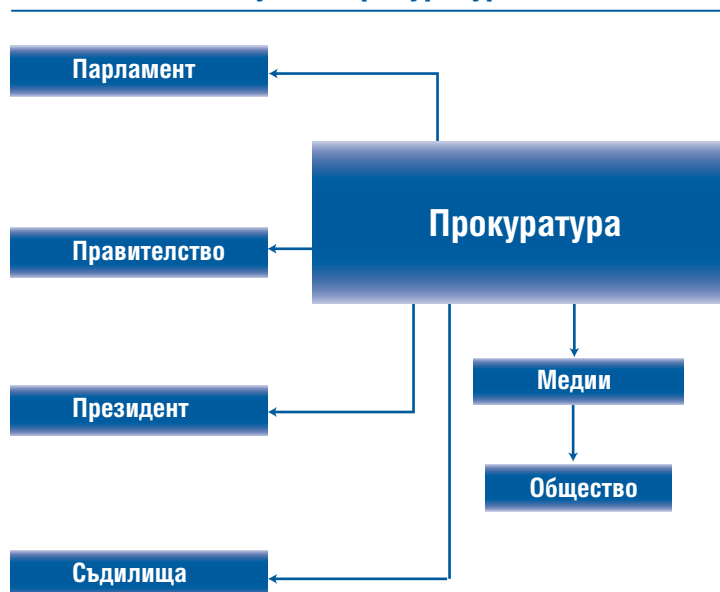 Парламент
Прокуратура
Правителство
Медии
Президент
Общество
Съдилища